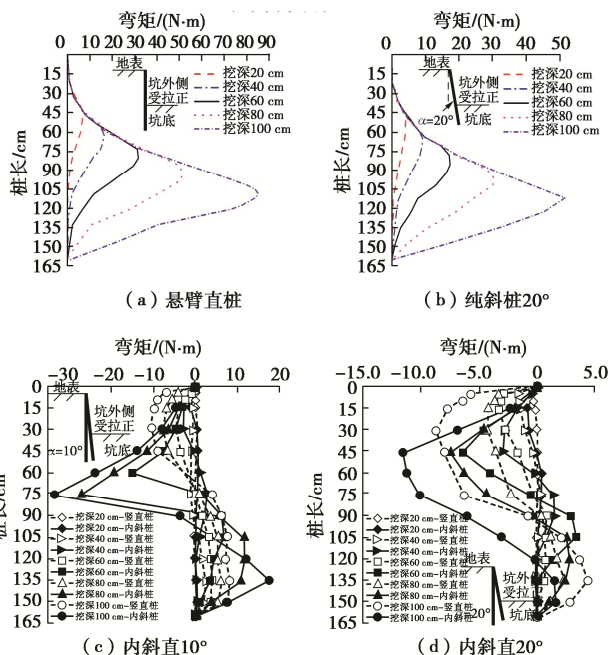 弯矩/(N·m)
0 10 20 30 40 50 60 70 80 90
15
30
45
60
75
90
105
120
135
150
165
桩长/cm
地表
坑外侧
受拉正
坑底
挖深20 cm
挖深40 cm
挖深60 cm
挖深80 cm
挖深100 cm
（a）悬臂直桩
弯矩/(N·m)
0 10 20 30 40 50
15
30
45
60
75
90
105
120
135
150
165
桩长/cm
地表
坑外侧
受拉正
α=20°
坑底
挖深20 cm
挖深40 cm
挖深60 cm
挖深80 cm
挖深100 cm
（b）纯斜桩20°
弯矩/(N·m)
-30 -20 -10 0 10 20
0
15
30
45
60
75
90
105
120
135
150
165
桩长/cm
地表
坑外侧
受拉正
α=10°
坑底
挖深20 cm-竖直桩
挖深20 cm-内斜桩
挖深40 cm-竖直桩
挖深40 cm-内斜桩
挖深60 cm-竖直桩
挖深60 cm-内斜桩
挖深80 cm-竖直桩
挖深80 cm-内斜桩
挖深100 cm-竖直桩
挖深100 cm-内斜桩
（c）内斜直10°
弯矩/(N·m)
-15.0 -10.0 -5.0 0 5.0
0
15
30
45
60
75
90
105
120
135
150
165
桩长/cm
挖深20 cm-竖直桩
挖深20 cm-内斜桩
挖深40 cm-竖直桩
挖深40 cm-内斜桩
挖深60 cm-竖直桩
挖深60 cm-内斜桩
挖深80 cm-竖直桩
挖深80 cm-内斜桩
挖深100 cm-竖直桩
挖深100 cm-内斜桩
地表
坑外侧
受拉正
20°
坑底
（d）内斜直20°